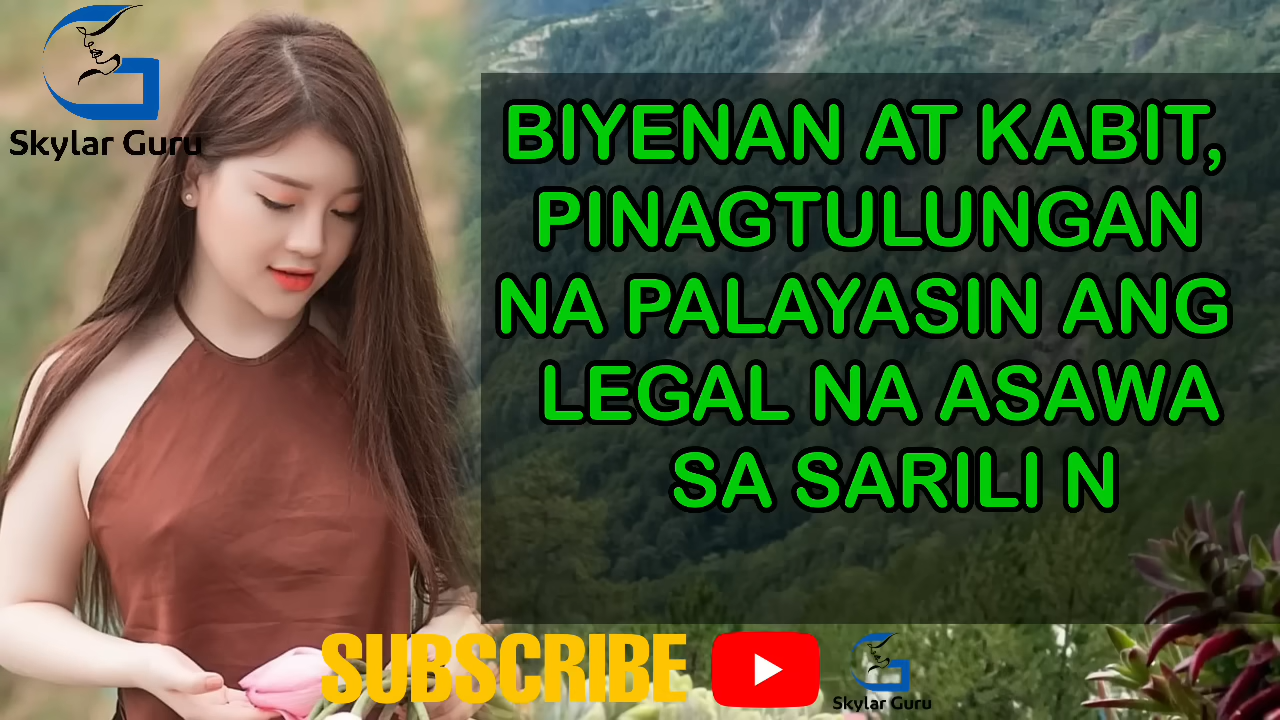 Skylar Guru
BIYENAN AT KABIT,
PINAGTULUNGAN
NA PALAYASIN ANG
LEGAL NA ASAWA
SA SARILI N
SUBSCRIBE
Skylar Guru